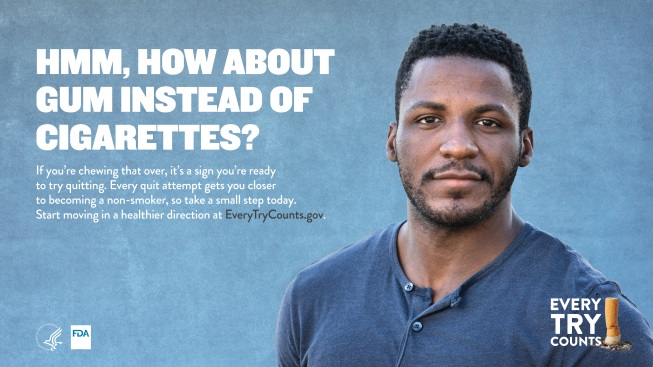 HMM, HOW ABOUT
GUM INSTEAD OF
CIGARETTES?
If you're chewing that over, it's a sign you're ready
to try quitting. Every quit attempt gets you closer
to becoming a non-smoker, so take a small step today.
Start moving in a healthier direction at EveryTryCounts.gov.
FDA
EVERY
TRY
COUNTS